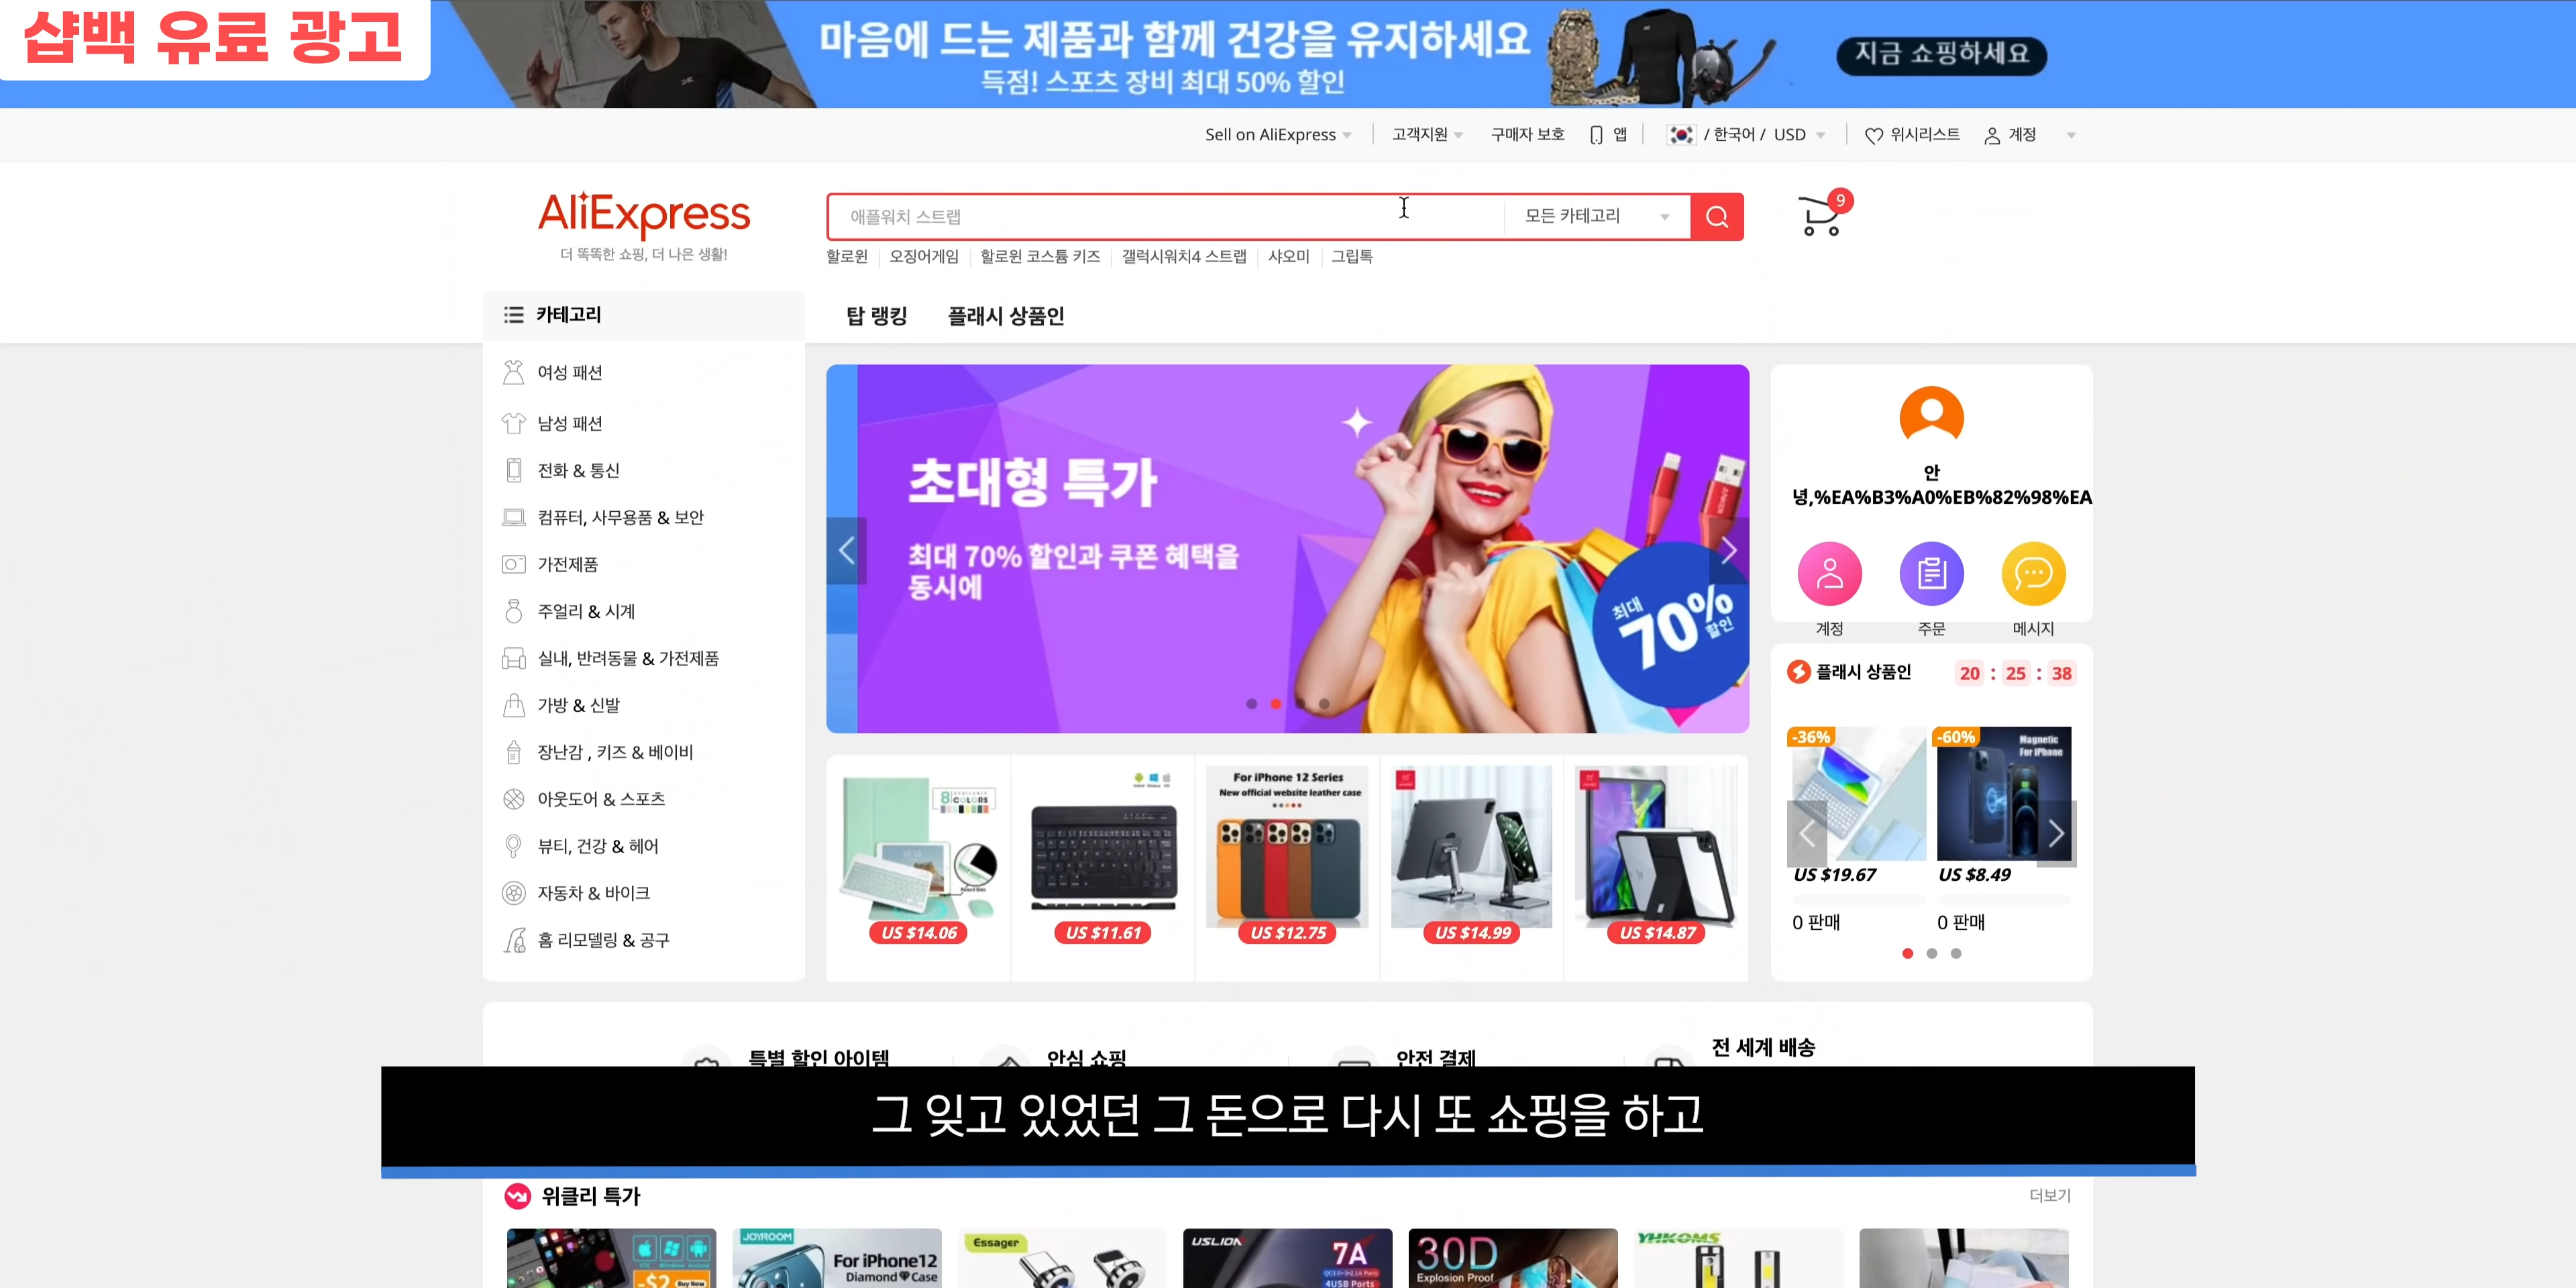 샵백 유료 광고
마음에 드는 제품과 함께 건강을 유지하세요
득점! 스포츠 장비 최대 50% 할인
지금 쇼핑하세요
Sell on AliExpress
고객지원
구매자 보호
앱
/ 한국어 / USD
위시리스트
계정
AliExpress
더 똑똑한 쇼핑, 더 나은 생활!
애플워치 스트랩
모든 카테고리
9
할로윈
오징어게임
할로윈 코스튬 키즈
갤럭시워치4 스트랩
샤오미
그립톡
카테고리
탑 랭킹
플래시 상품인
여성 패션
남성 패션
전화 & 통신
컴퓨터, 사무용품 & 보안
가전제품
주얼리 & 시계
실내, 반려동물 & 가전제품
가방 & 신발
장난감 , 키즈 & 베이비
아웃도어 & 스포츠
뷰티, 건강 & 헤어
자동차 & 바이크
홈 리모델링 & 공구
초대형 특가
최대 70% 할인과 쿠폰 혜택을
동시에
최대
70%
할인
안
녕,%EA%B3%A0%EB%82%98%EA
계정
주문
메시지
플래시 상품인
20 : 25 : 38
-36%
-60%
Magnetic
For iPhone
US $19.67
US $8.49
0 판매
0 판매
8 COLORS
US $14.06
US $11.61
For iPhone 12 Series
New official website leather case
US $12.75
US $14.99
US $14.87
특별 할인 아이템
안심 쇼핑
안전 결제
전 세계 배송
그 잊고 있었던 그 돈으로 다시 또 쇼핑을 하고
위클리 특가
더보기
-$2
Buy Now
JOYROOM
For iPhone12
Diamond Case
Essager
USLION
7A
4USB Ports
30D
Explosion Proof
YHKOMS